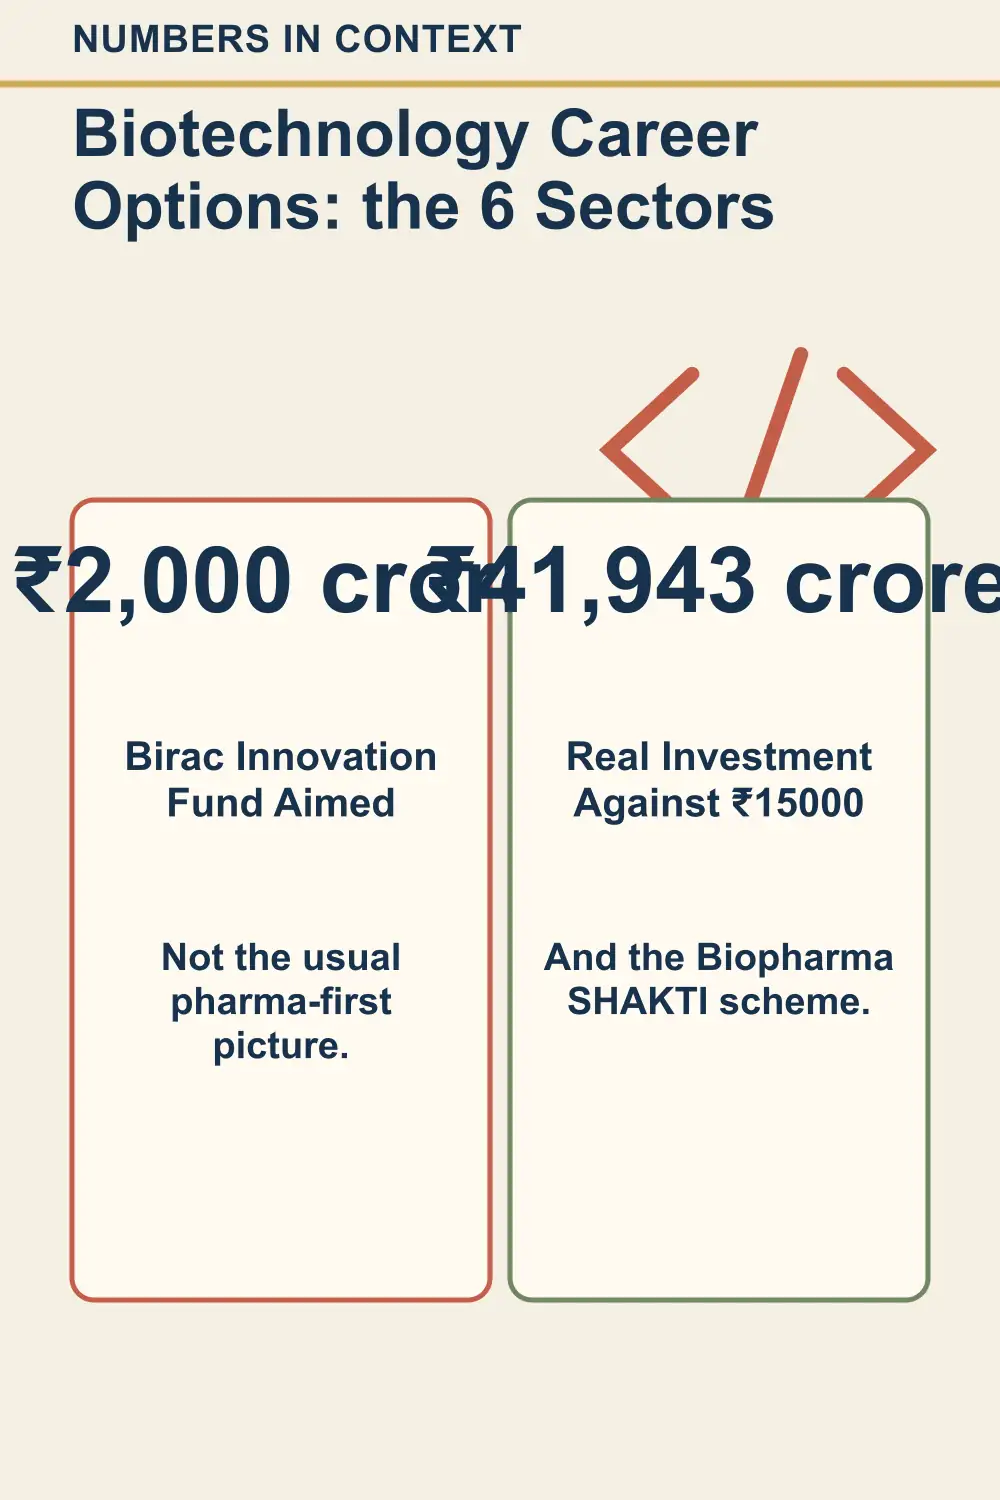 NUMBERS IN CONTEXT
Biotechnology Career
Options: the 6 Sectors
₹2,000 crore
₹41,943 crore
Birac Innovation
Fund Aimed
Real Investment
Against ₹15000
Not the usual
pharma-first
picture.
And the Biopharma
SHAKTI scheme.